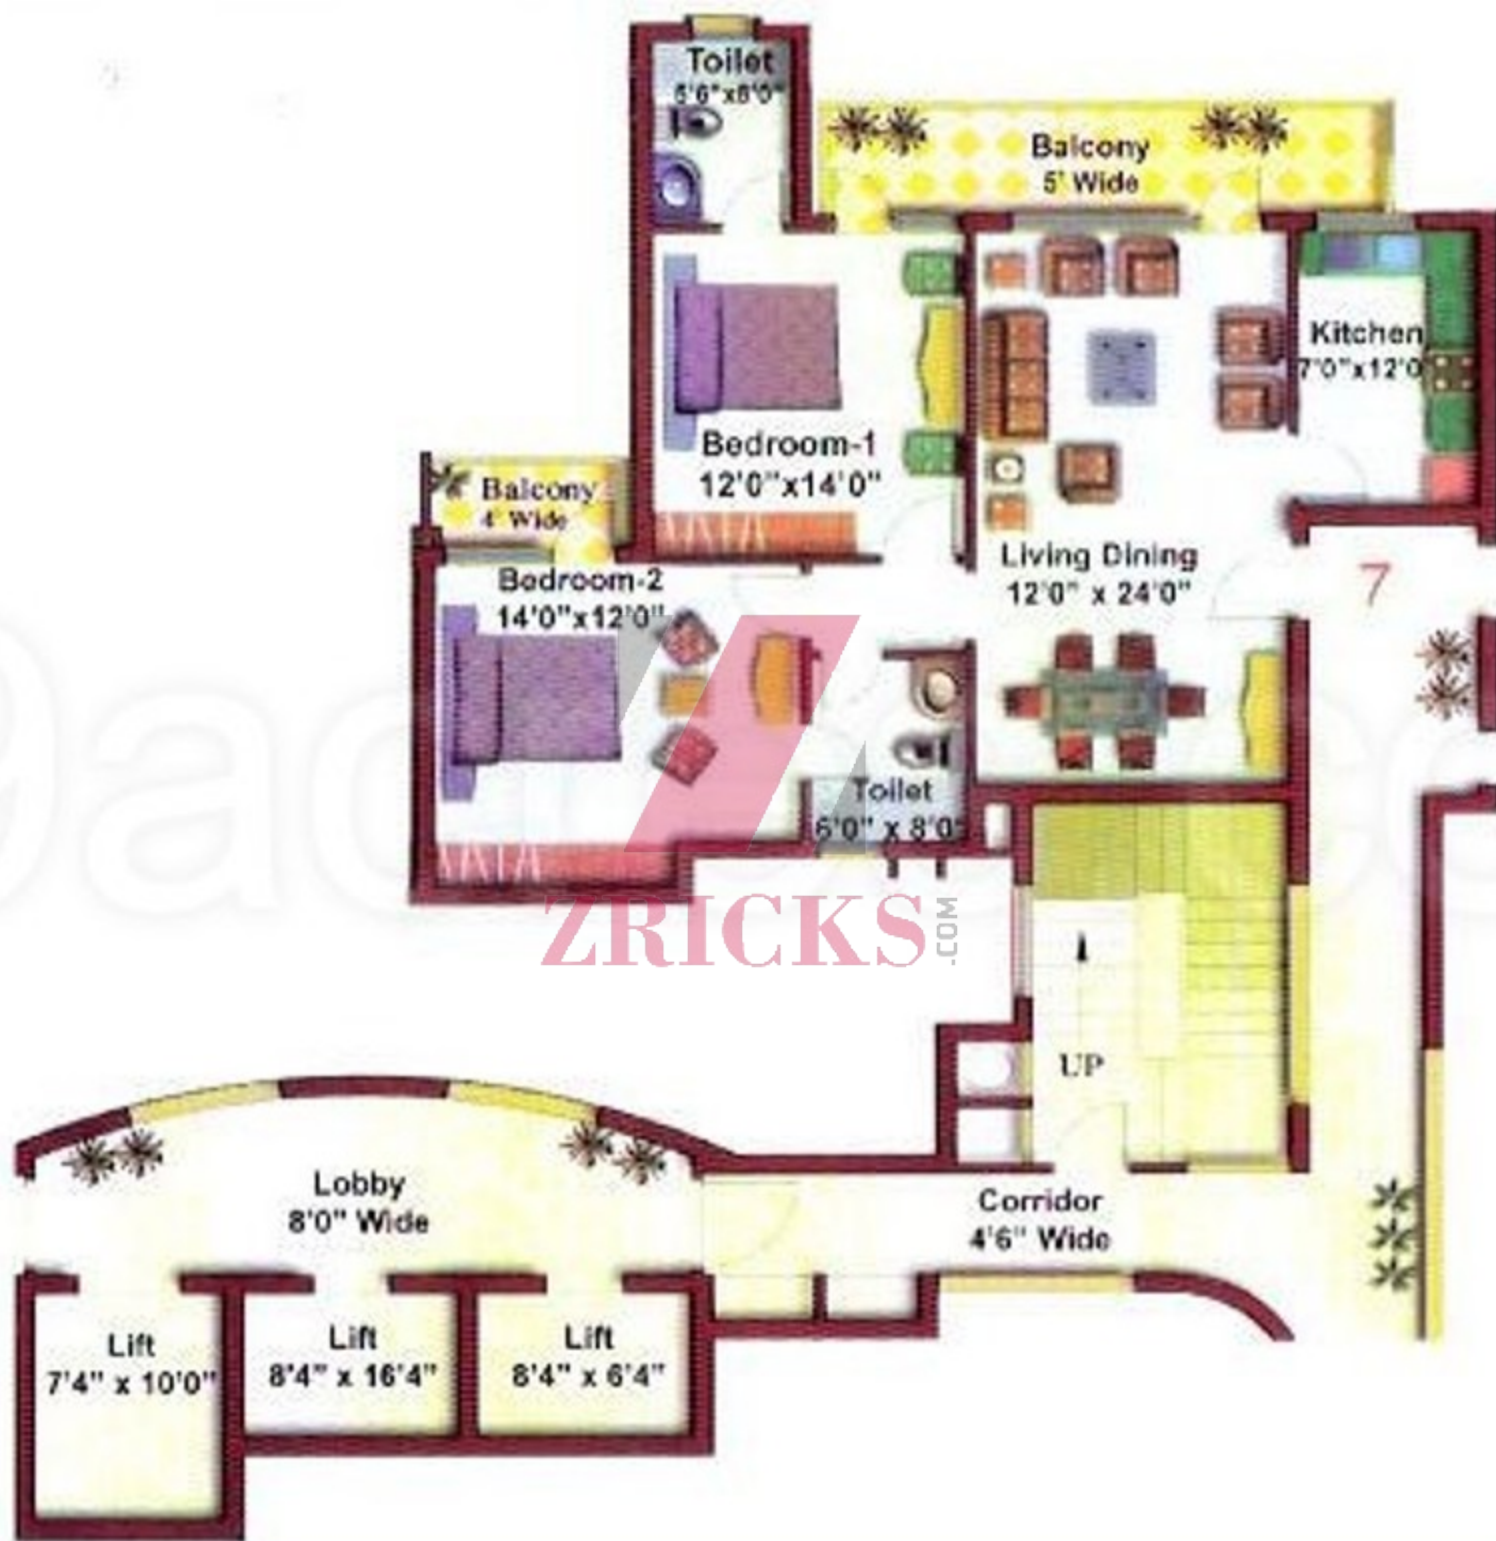 Toilet
5'6"x8'0"
Balcony
5' Wide
Kitchen
7'0"x12'0
Bedroom-1
12'0"x14'0"
Balcony
4' Wide
Living Dining
12'0" x 24'0"
7
Bedroom-2
14'0"x12'0"
Toilet
6'0" x 8'0"
ZRICKS
.COM
UP
Lobby
8'0" Wide
Corridor
4'6" Wide
Lift
7'4" x 10'0"
Lift
8'4" x 16'4"
Lift
8'4" x 6'4"